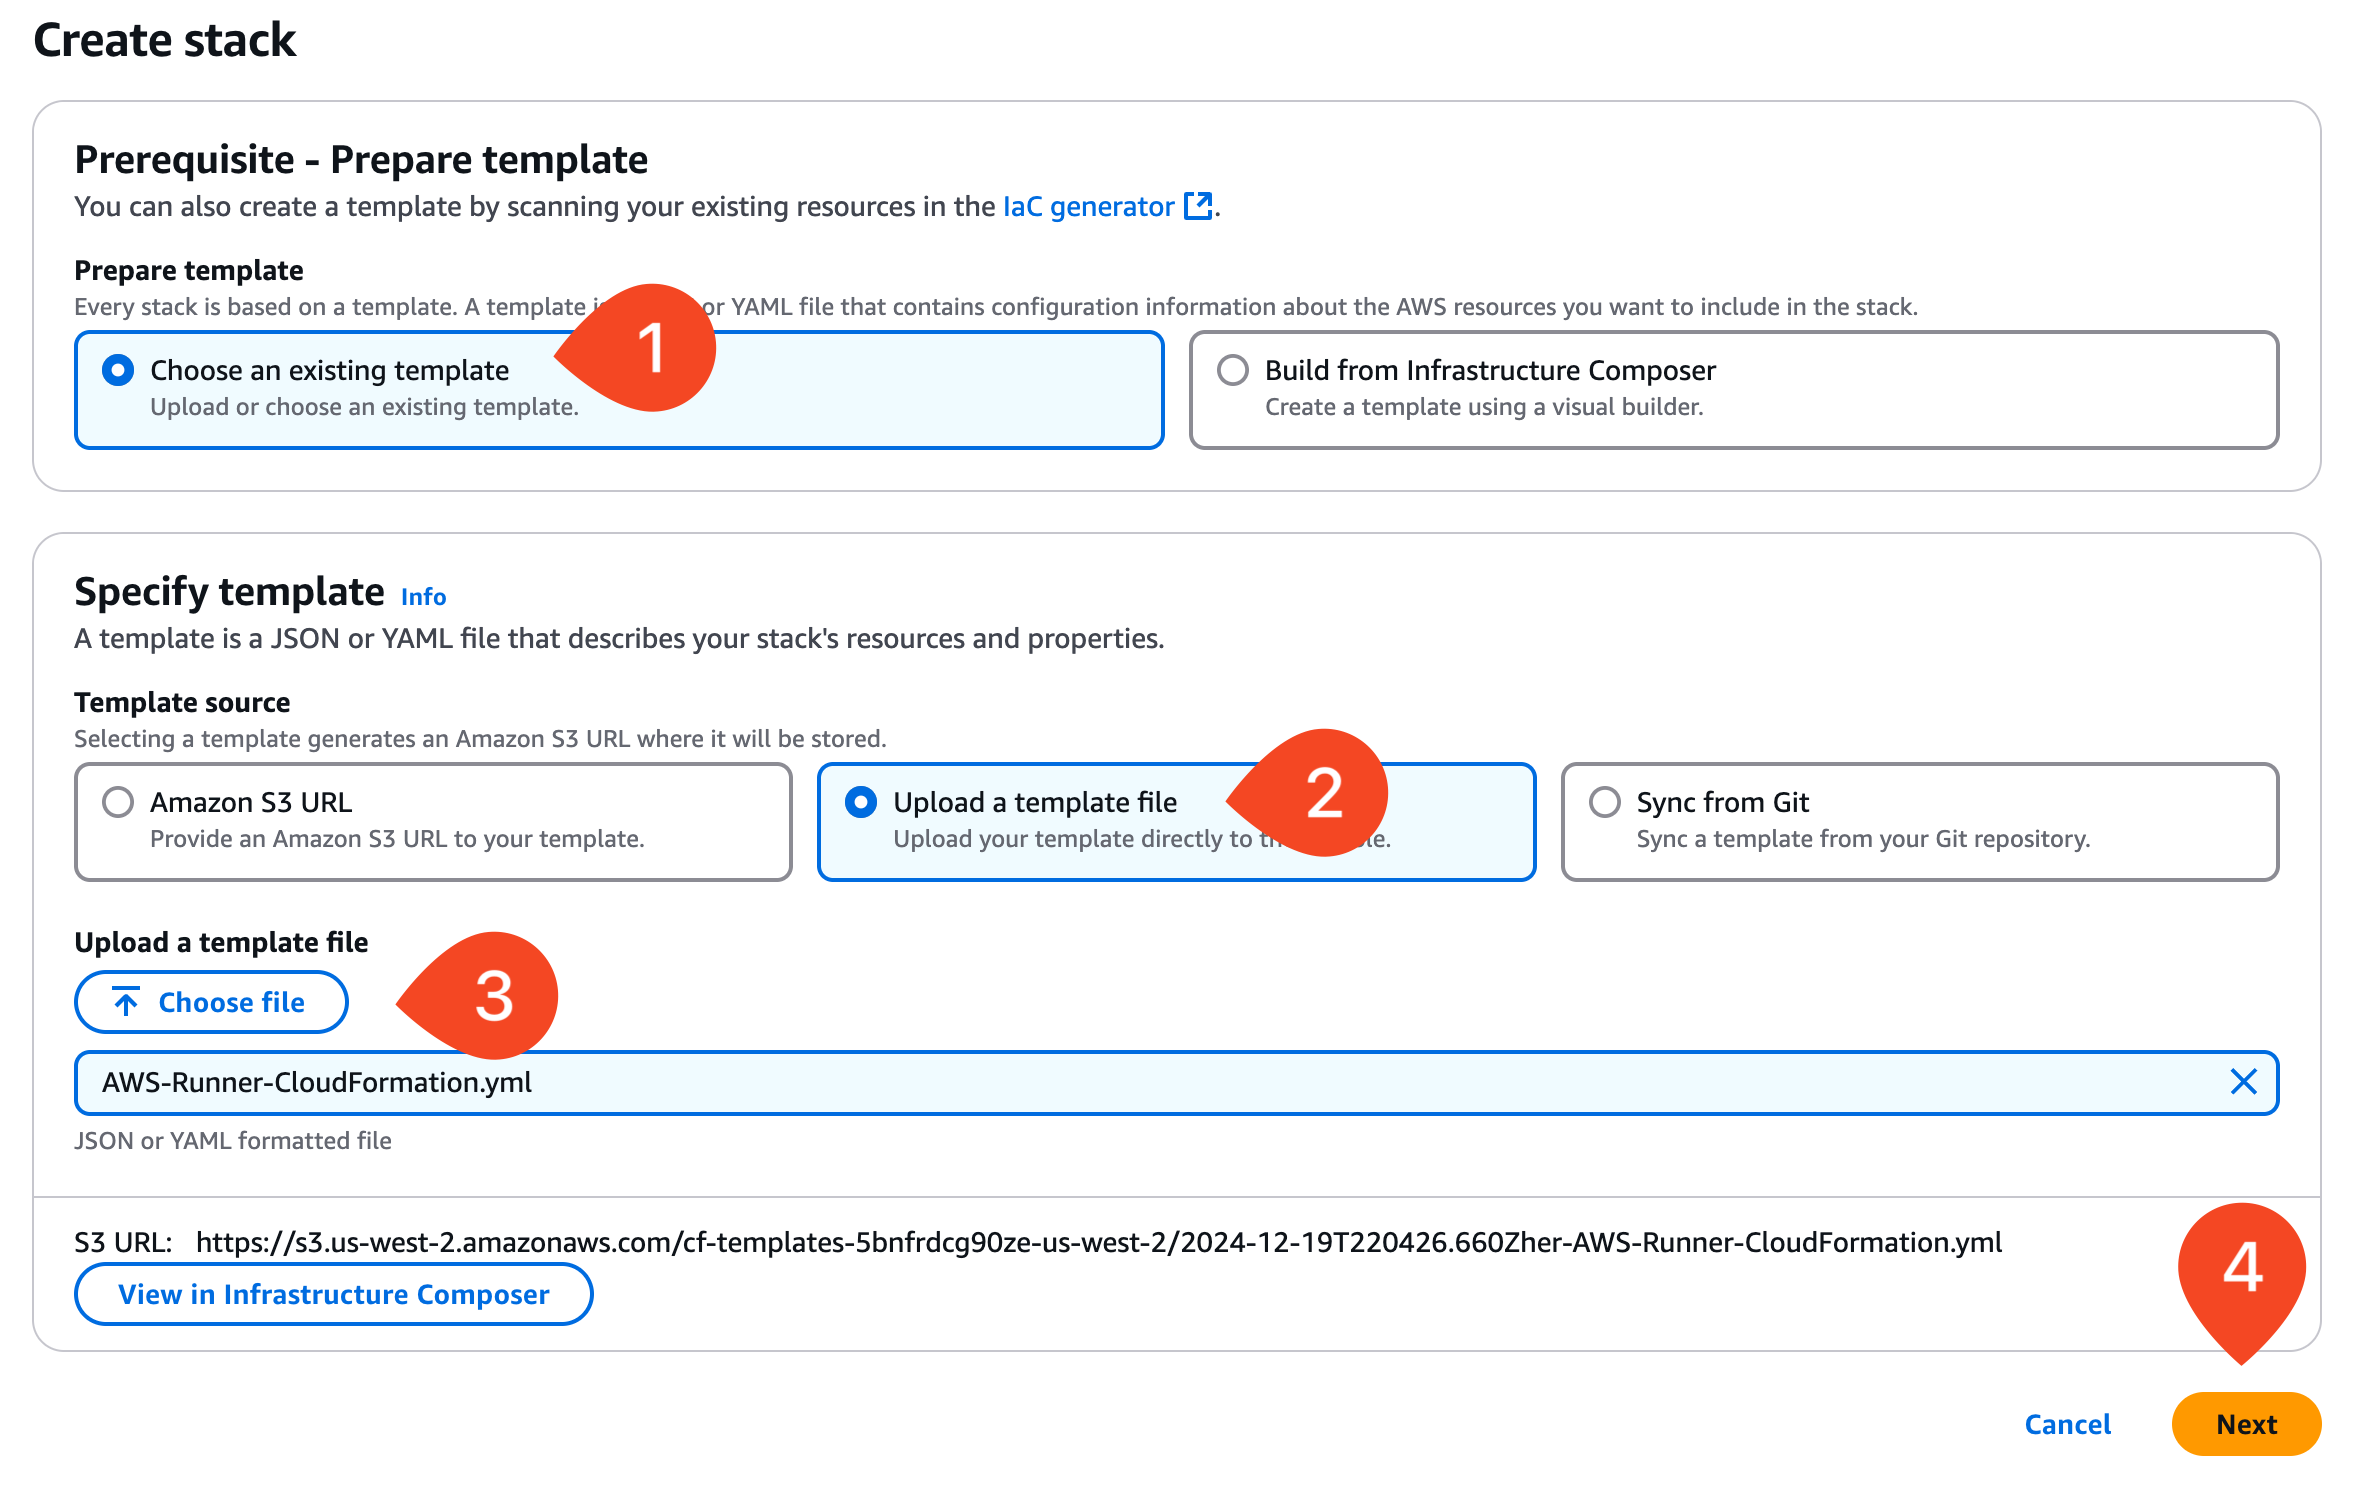 Create stack
Prerequisite - Prepare template
You can also create a template by scanning your existing resources in the IaC generator.
Prepare template
Every stack is based on a template. A template or YAML file that contains configuration information about the AWS resources you want to include in the stack.
1
Choose an existing template
Upload or choose an existing template.
Build from Infrastructure Composer
Create a template using a visual builder.
Specify template Info
A template is a JSON or YAML file that describes your stack's resources and properties.
Template source
Selecting a template generates an Amazon S3 URL where it will be stored.
Amazon S3 URL
Provide an Amazon S3 URL to your template.
Upload a template file
Upload your template directly to
2
Sync from Git
Sync a template from your Git repository.
Upload a template file
Choose file
3
AWS-Runner-CloudFormation.yml
JSON or YAML formatted file
S3 URL: https://s3.us-west-2.amazonaws.com/cf-templates-5bnfrdcg90ze-us-west-2/2024-12-19T220426.660Zher-AWS-Runner-CloudFormation.yml
View in Infrastructure Composer
4
Cancel
Next